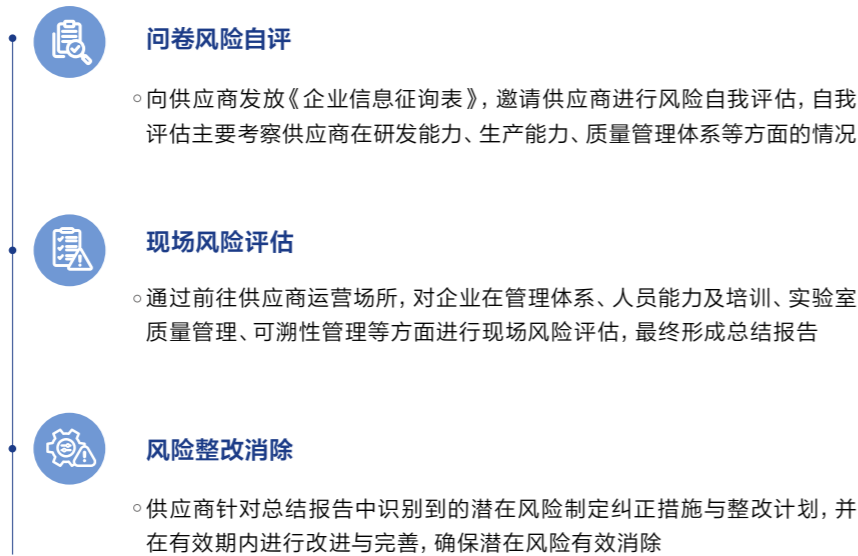 问卷风险自评
○向供应商发放《企业信息征询表》，邀请供应商进行风险自我评估，自我
评估主要考察供应商在研发能力、生产能力、质量管理体系等方面的情况
现场风险评估
○通过前往供应商运营场所，对企业在管理体系、人员能力及培训、实验室
质量管理、可溯性管理等方面进行现场风险评估，最终形成总结报告
风险整改消除
○供应商针对总结报告中识别到的潜在风险制定纠正措施与整改计划，并
在有效期内进行改进与完善，确保潜在风险有效消除